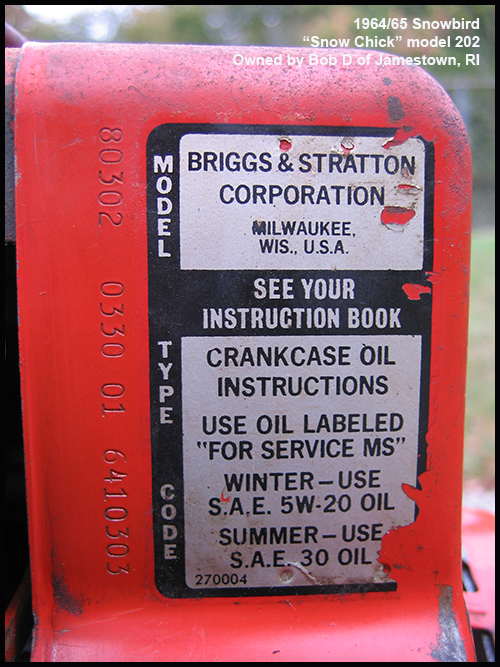 1964/65 Snowbird
“Snow Chick” model 202
Owned by Bob D of Jamestown, RI
80302 0330 01 6410303
MODEL
BRIGGS & STRATTON
CORPORATION
MILWAUKEE,
WIS., U.S.A.
SEE YOUR
INSTRUCTION BOOK
TYPE
CODE
CRANKCASE OIL
INSTRUCTIONS
USE OIL LABELED
"FOR SERVICE MS"
WINTER–USE
S.A.E. 5W-20 OIL
SUMMER–USE
S.A.E. 30 OIL
270004